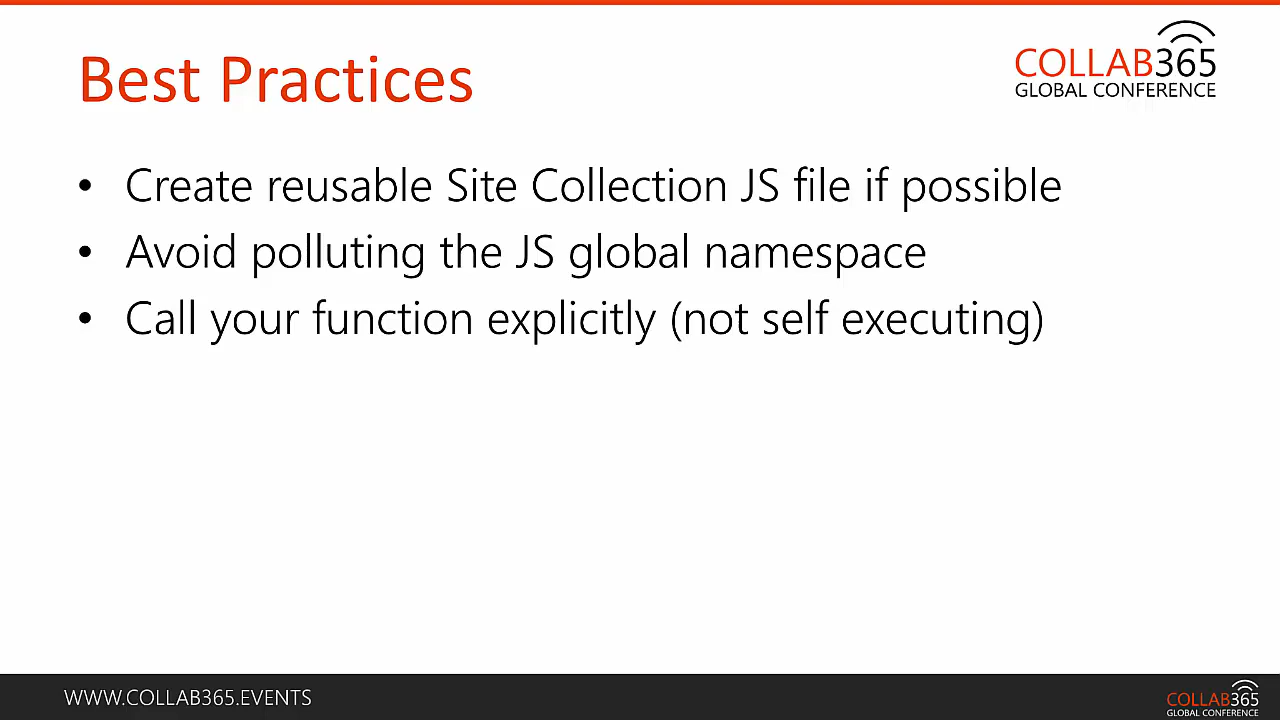 Best Practices
COLLAB365
GLOBAL CONFERENCE
• Create reusable Site Collection JS file if possible
• Avoid polluting the JS global namespace
• Call your function explicitly (not self executing)
WWW.COLLAB365.EVENTS
COLLAB365
GLOBAL CONFERENCE